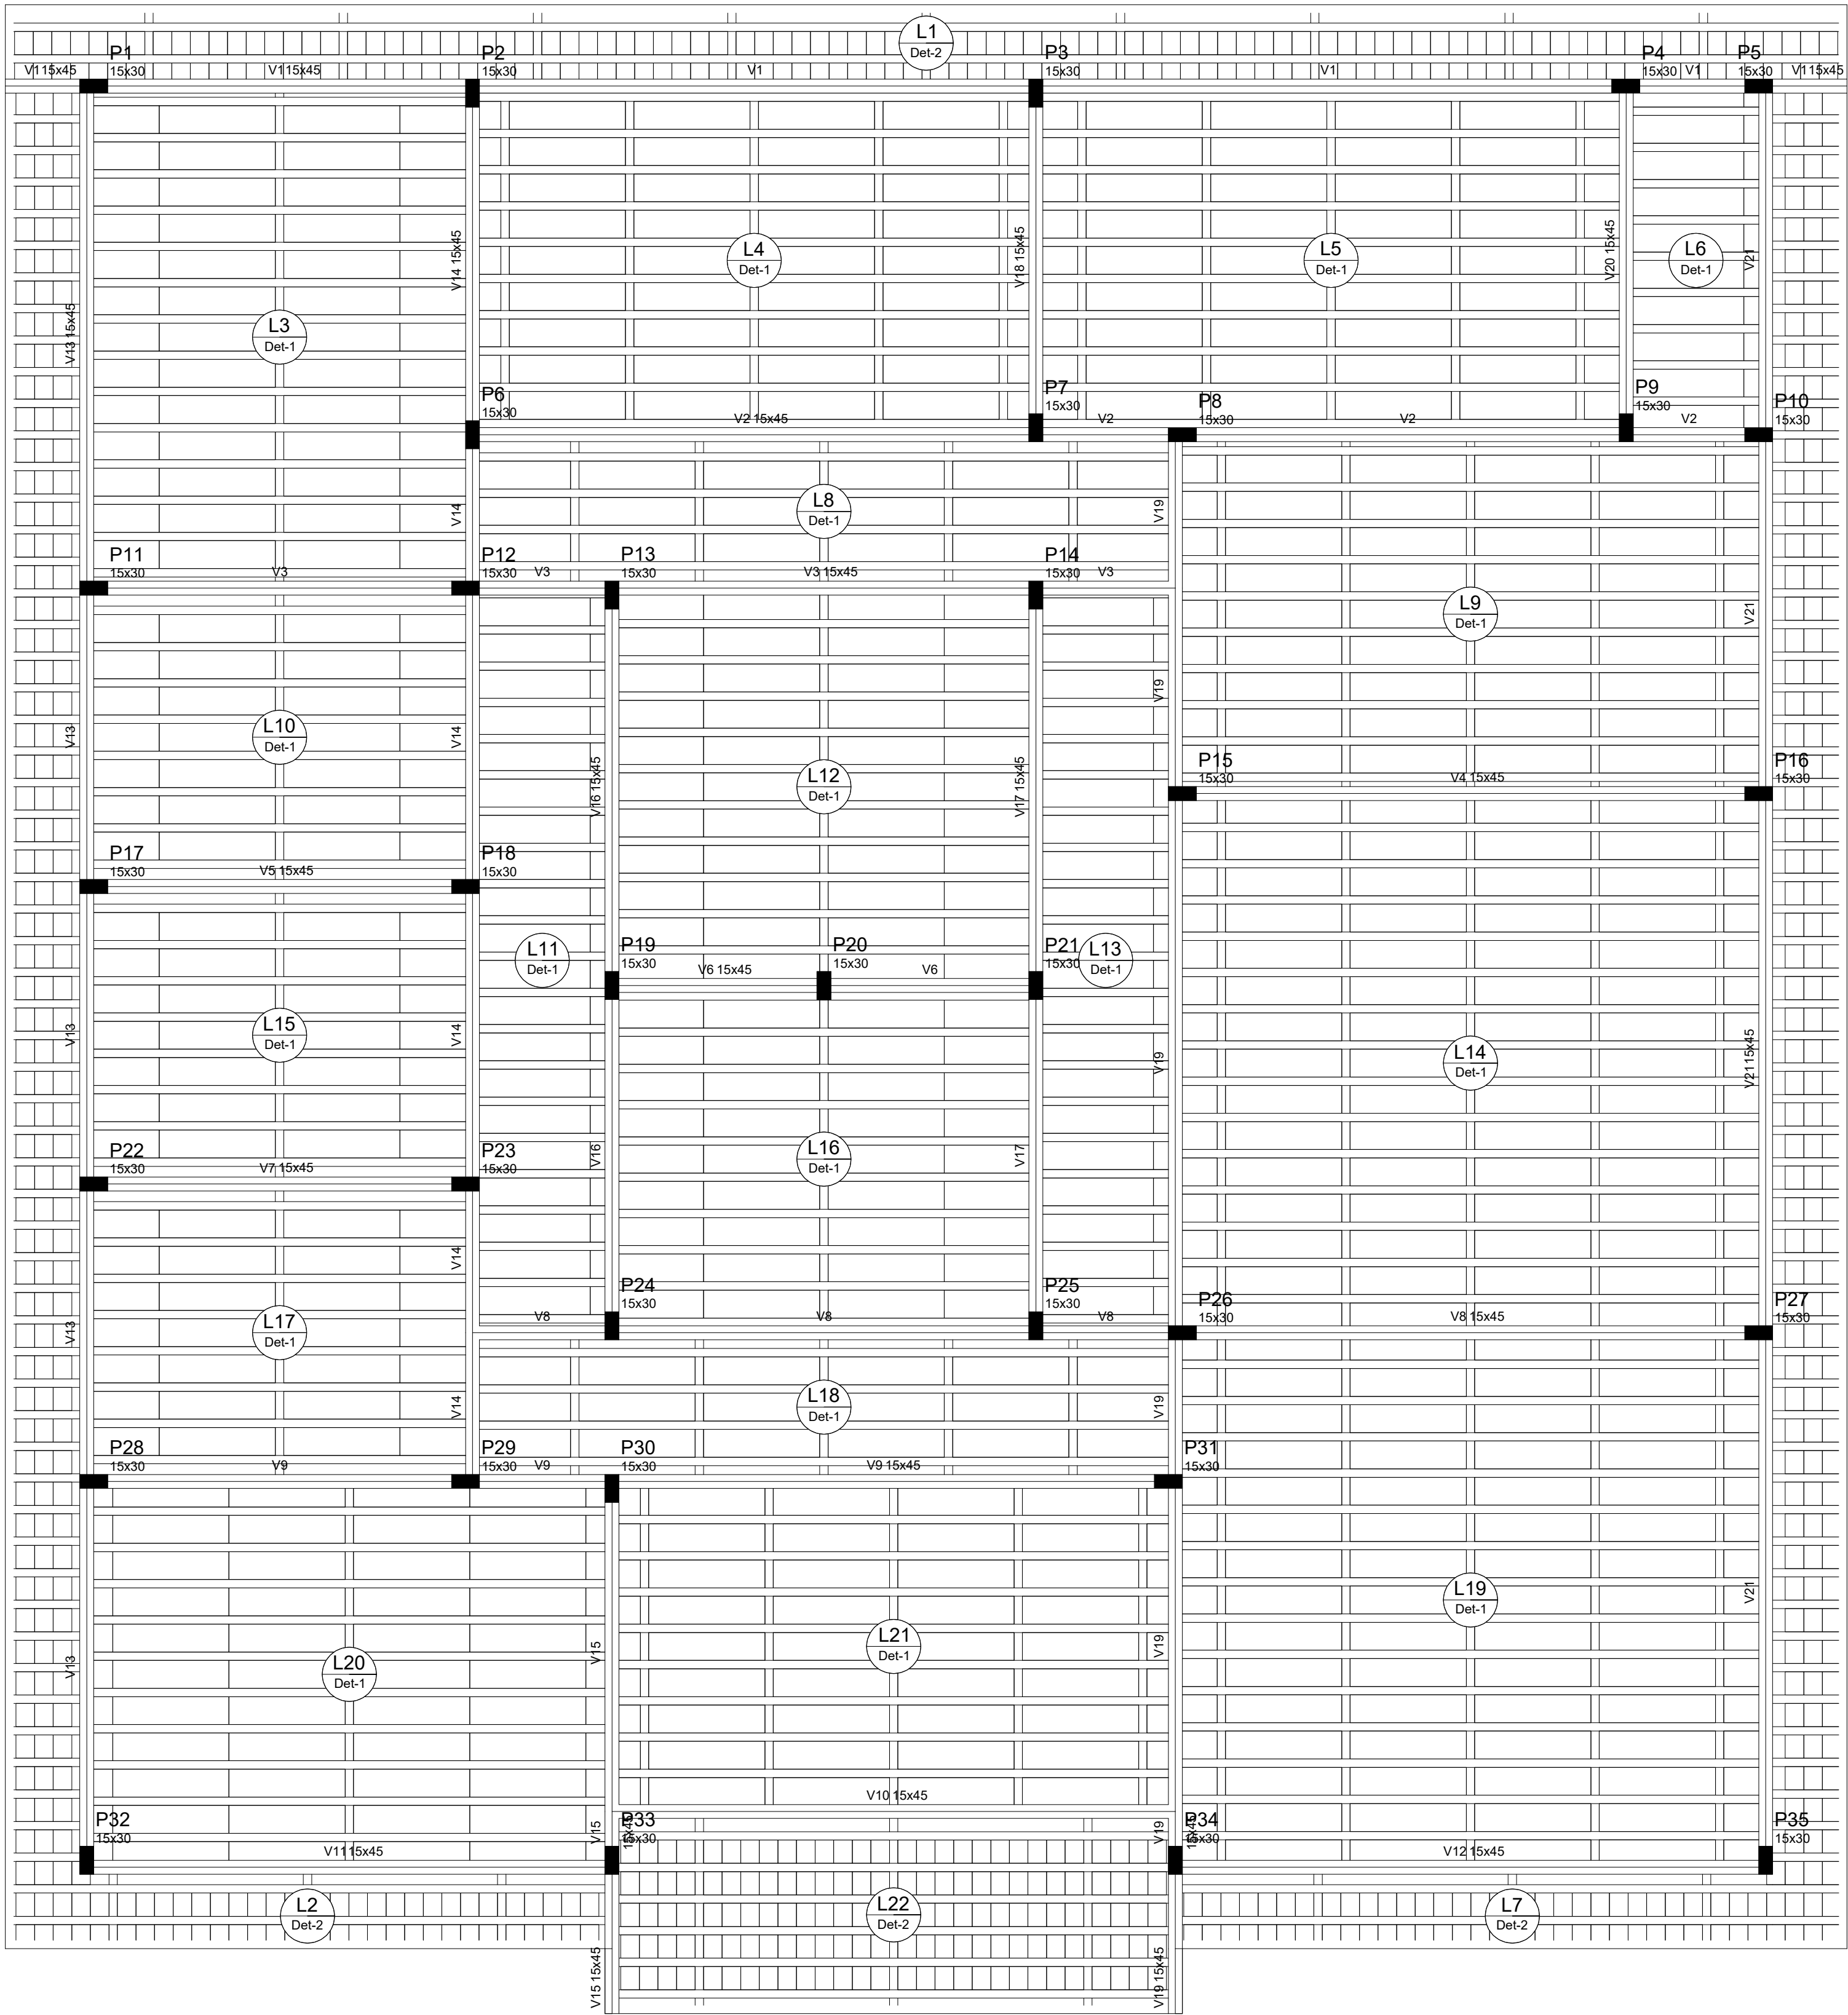 L1
Det-2
P1
15x30
P2
15x30
P3
15x30
P4
15x30
P5
15x30
V1 15x45
V1 15x45
V1
V1
V1
V1 15x45
V14 15x45
V18 15x45
V20 15x45
V21
L4
Det-1
L5
Det-1
L6
Det-1
V13 15x45
L3
Det-1
P6
15x30
P7
15x30
P8
15x30
P9
15x30
P10
15x30
V2 15x45
V2
V2
V2
V14
L8
Det-1
V19
P11
15x30
P12
15x30
P13
15x30
P14
15x30
V3
V3
V3 15x45
V3
L9
Det-1
V21
V19
V13
L10
Det-1
V14
V16 15x45
L12
Det-1
V17 15x45
P15
15x30
V4 15x45
P16
15x30
P17
15x30
V5 15x45
P18
15x30
L11
Det-1
P19
15x30
V6 15x45
P20
15x30
V6
P21
15x30
L13
Det-1
V13
L15
Det-1
V14
V19
L14
Det-1
V21 15x45
P22
15x30
V7 15x45
P23
15x30
V16
L16
Det-1
V17
V14
P24
15x30
P25
15x30
P26
15x30
P27
15x30
V8
V8
V8
V8 15x45
V13
L17
Det-1
V14
L18
Det-1
V19
P28
15x30
V9
P29
15x30
V9
P30
15x30
V9 15x45
P31
15x30
L19
Det-1
V21
V13
L20
Det-1
V15
L21
Det-1
V19
V10 15x45
P32
15x30
V11 15x45
V15
15x45
P33
15x30
V19
15x45
P34
15x30
V12 15x45
P35
15x30
L2
Det-2
L22
Det-2
L7
Det-2
V15 15x45
V19 15x45